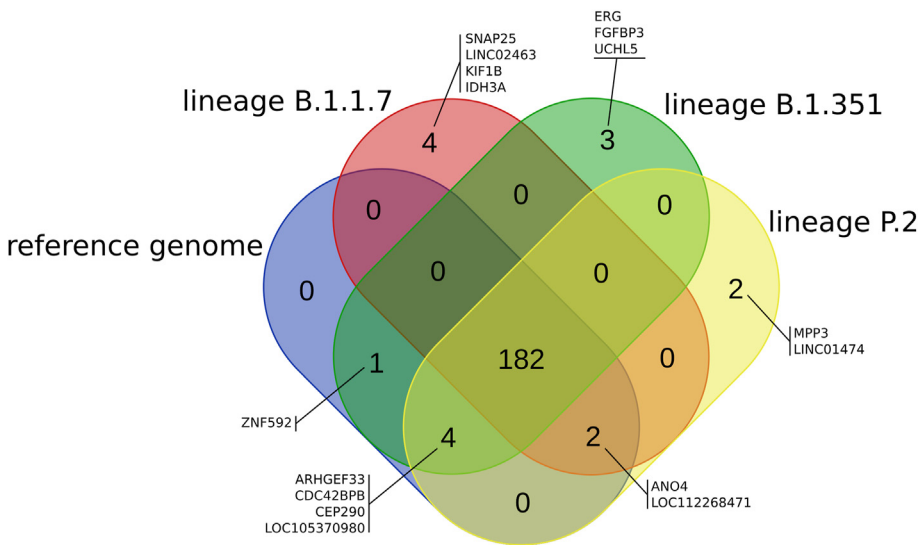 ERG
FGFBP3
UCHL5
SNAP25
LINC02463
KIF1B
IDH3A
lineage B.1.1.7
lineage B.1.351
4
3
0
0
0
lineage P.2
reference genome
0
0
0
2
MPP3
LINC01474
1
182
0
ZNF592
4
2
ARHGEF33
CDC42BPB
CEP290
LOC105370980
ANO4
LOC112268471
0